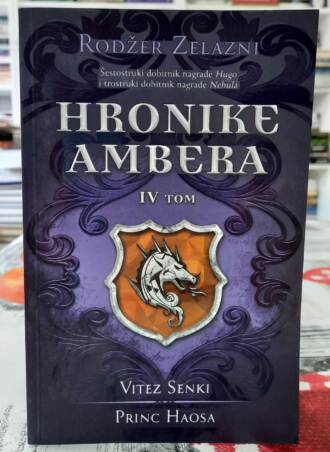 RODŽER ZELAZNI
Šestostruki dobitnik nagrade Hugo
i trostruki dobitnik nagrade Nebula
HRONIKE
AMBERA
IV TOM
VITEZ SENKI
PRINC HAOSA